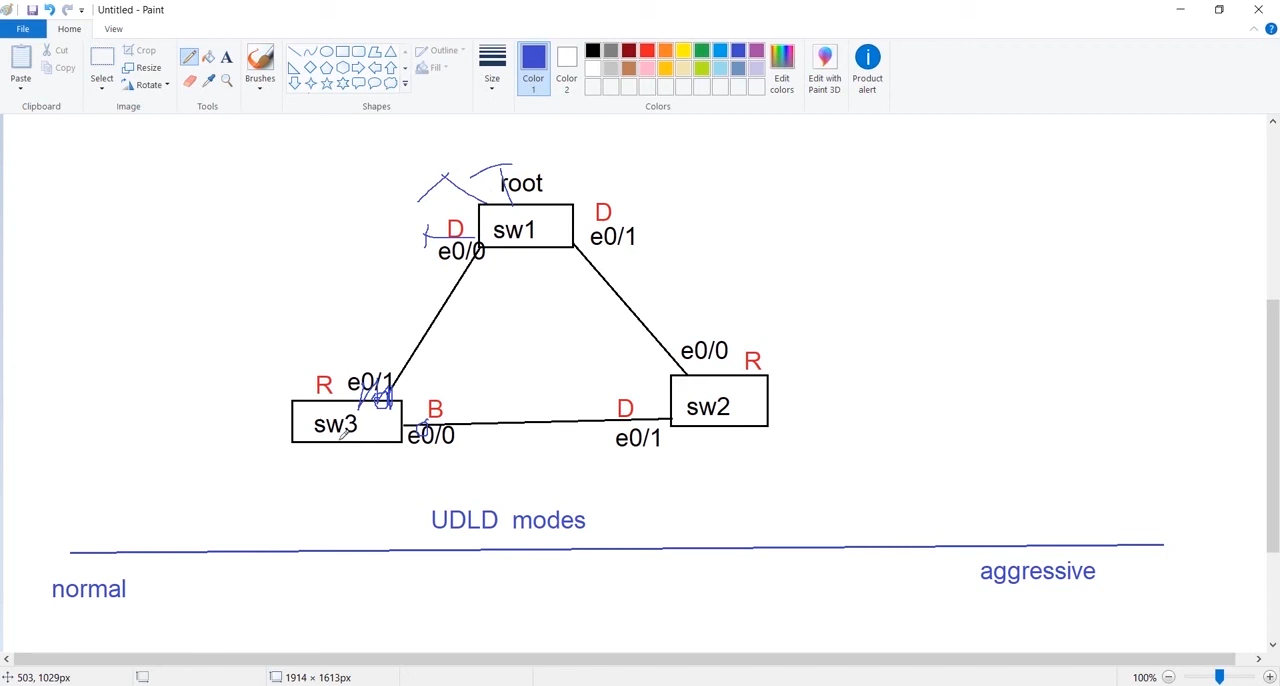 Untitled - Paint
File Home View
Paste
Cut
Copy
Clipboard
Select
Crop
Resize
Rotate
Image
A
Tools
Brushes
Shapes
Outline
Fill
Size
Color 1
Color 2
Edit colors
Colors
Edit with Paint 3D
Product alert
root
D
sw1
D
e0/0
e0/1
e0/0
R
R
e0/1
sw3
B
D
sw2
e0/0
e0/1
UDLD modes
normal
aggressive
503, 1029px
1914 × 1613px
100%